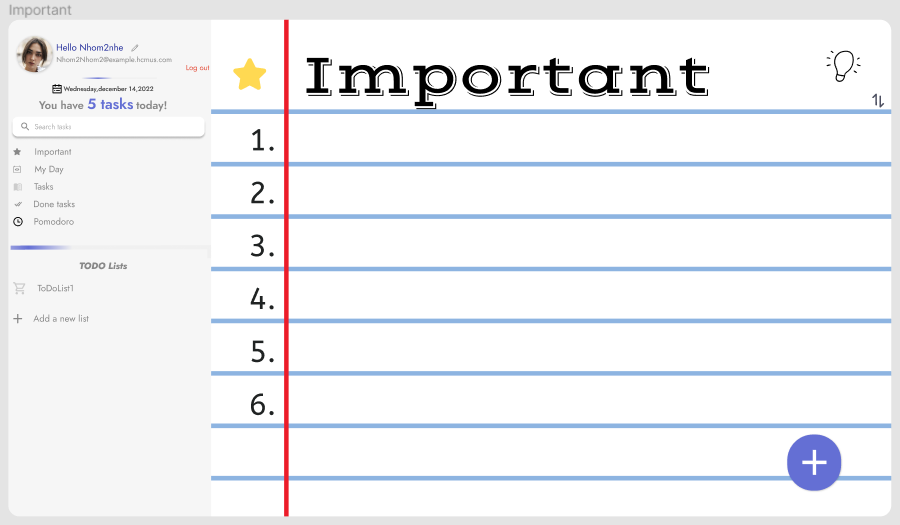 Important
Hello Nhom2nhe
Nhom2Nhom2@example.hcmus.com
Log out
Wednesday,december 14,2022
You have 5 tasks today!
Search tasks
Important
My Day
Tasks
Done tasks
Pomodoro
TODO Lists
ToDoList1
Add a new list
Important
1.
2.
3.
4.
5.
6.